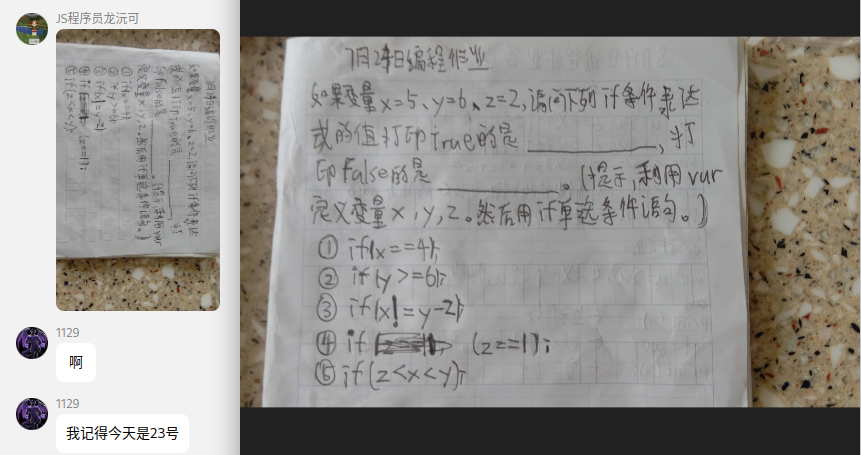 JS程序员龙沅可
1129
啊
1129
我记得今天是23号
7月24日编程作业
如果变量x=5、y=6、z=2,请问下列if条件表达
式的值打印true的是___________,打
印False的是___________。(提示,利用var
定义变量x,y,z。然后用if单选条件语句。)
① if(x==4);
② if(y>=6);
③ if(x!=y-2);
④ if (z==1);
⑤ if(z<x<y);